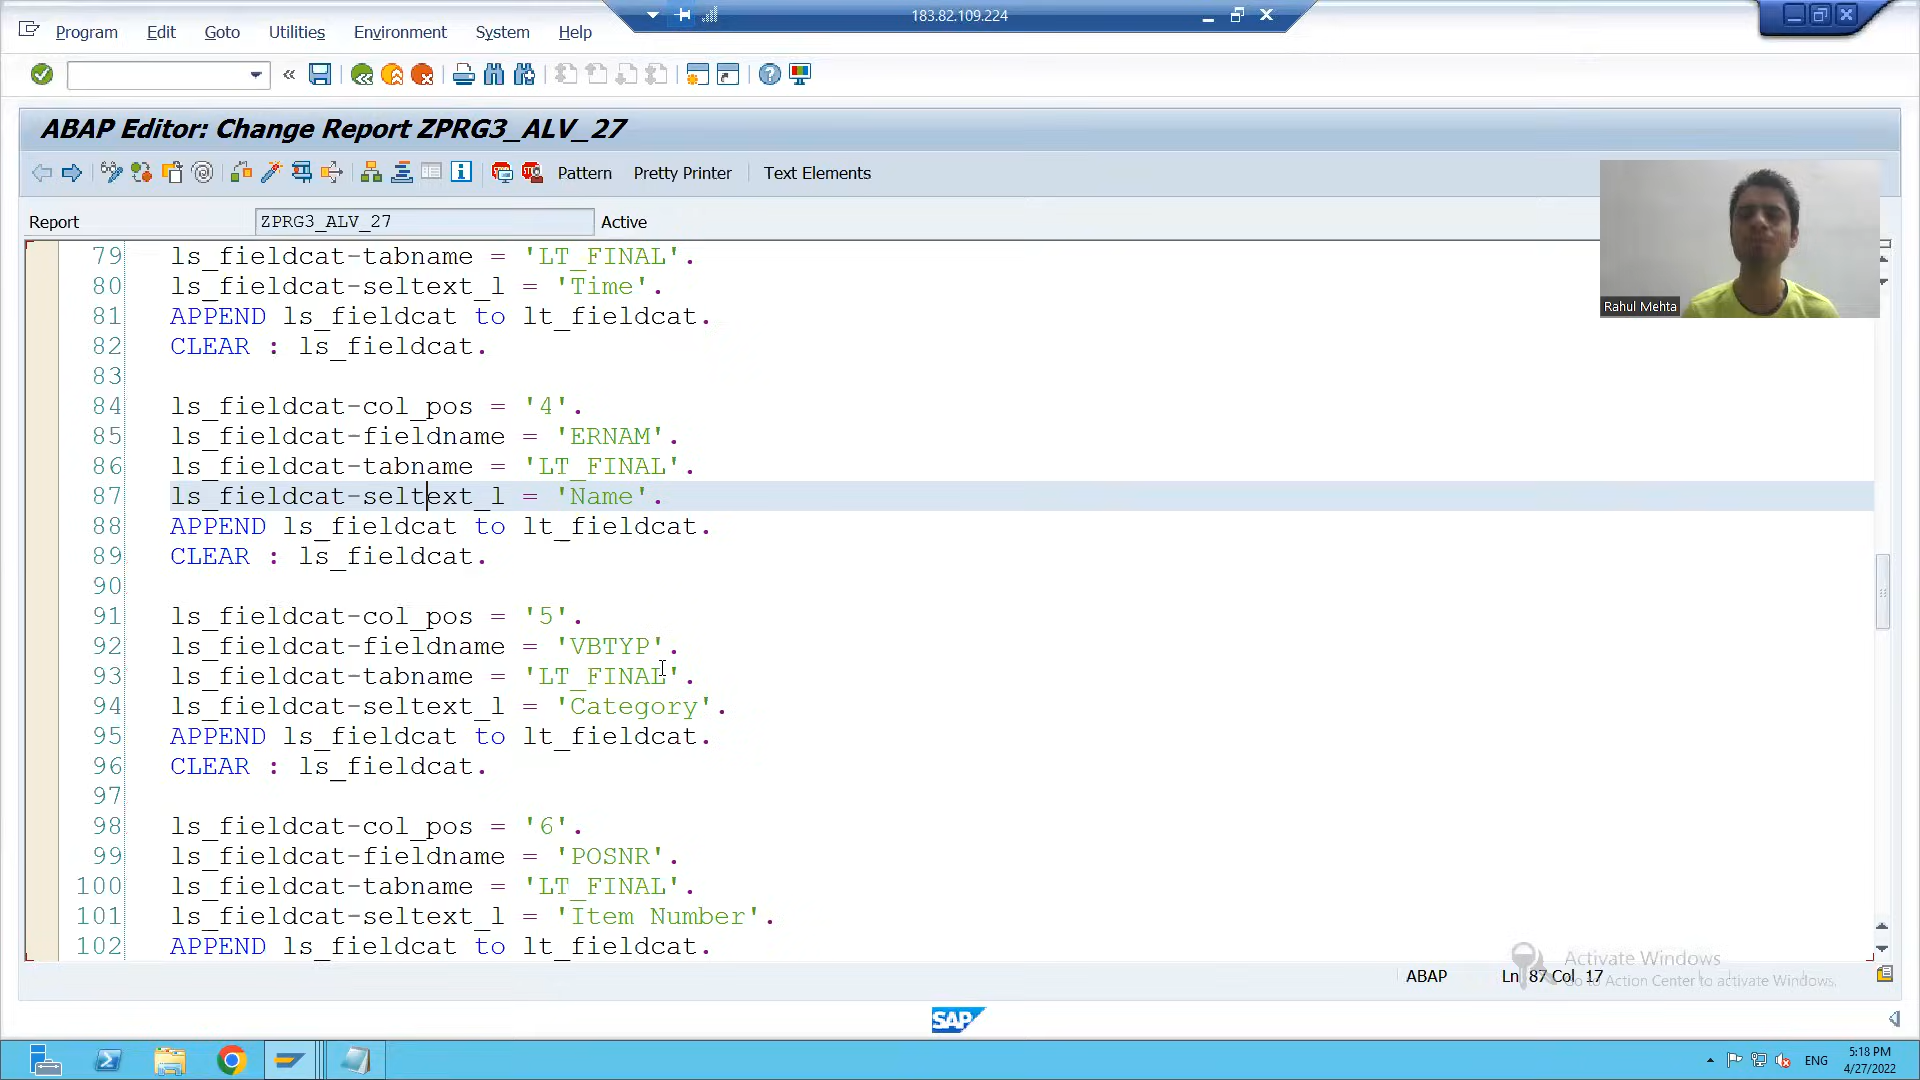 183.82.109.224
Program Edit Goto Utilities Environment System Help
ABAP Editor: Change Report ZPRG3_ALV_27
Pattern Pretty Printer Text Elements
Report ZPRG3_ALV_27 Active
79 ls_fieldcat-tabname = 'LT_FINAL'.
80 ls_fieldcat-seltext_l = 'Time'.
81 APPEND ls_fieldcat to lt_fieldcat.
82 CLEAR : ls_fieldcat.
83
84 ls_fieldcat-col_pos = '4'.
85 ls_fieldcat-fieldname = 'ERNAM'.
86 ls_fieldcat-tabname = 'LT_FINAL'.
87 ls_fieldcat-seltext_l = 'Name'.
88 APPEND ls_fieldcat to lt_fieldcat.
89 CLEAR : ls_fieldcat.
90
91 ls_fieldcat-col_pos = '5'.
92 ls_fieldcat-fieldname = 'VBTYP'.
93 ls_fieldcat-tabname = 'LT_FINAL'.
94 ls_fieldcat-seltext_l = 'Category'.
95 APPEND ls_fieldcat to lt_fieldcat.
96 CLEAR : ls_fieldcat.
97
98 ls_fieldcat-col_pos = '6'.
99 ls_fieldcat-fieldname = 'POSNR'.
100 ls_fieldcat-tabname = 'LT_FINAL'.
101 ls_fieldcat-seltext_l = 'Item Number'.
102 APPEND ls_fieldcat to lt_fieldcat.
Rahul Mehta
Activate Windows
Go to Action Center to activate Windows.
ABAP Ln 87 Col 17
SAP
ENG
5:18 PM
4/27/2022